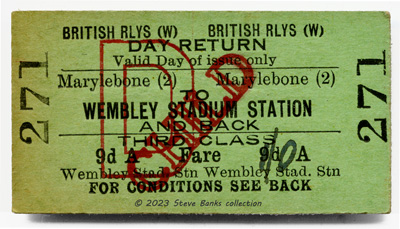 BRITISH RLYS (W) BRITISH RLYS (W)
DAY RETURN
Valid Day of issue only
Marylebone (2) Marylebone (2)
TO
WEMBLEY STADIUM STATION
AND BACK
THIRD CLASS
9d A Fare 9d A
10
Wembley Stad. Stn Wembley Stad. Stn
FOR CONDITIONS SEE BACK
271
271
R
CHILD
© 2023 Steve Banks collection